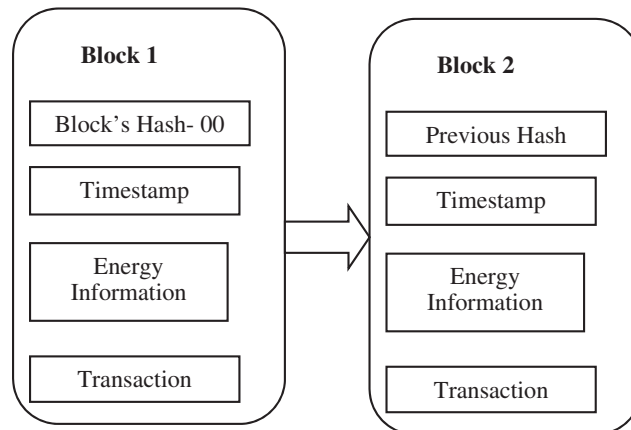 Block 1
Block's Hash- 00
Timestamp
Energy
Information
Transaction
Block 2
Previous Hash
Timestamp
Energy
Information
Transaction